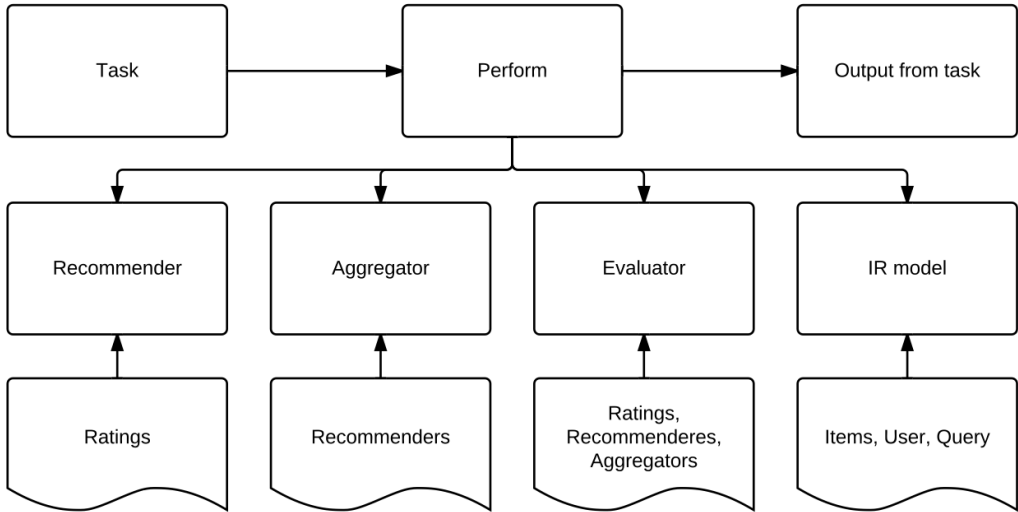 Task
Perform
Output from task
Recommender
Aggregator
Evaluator
IR model
Ratings
Recommenders
Ratings,
Recommenderes,
Aggregators
Items, User, Query